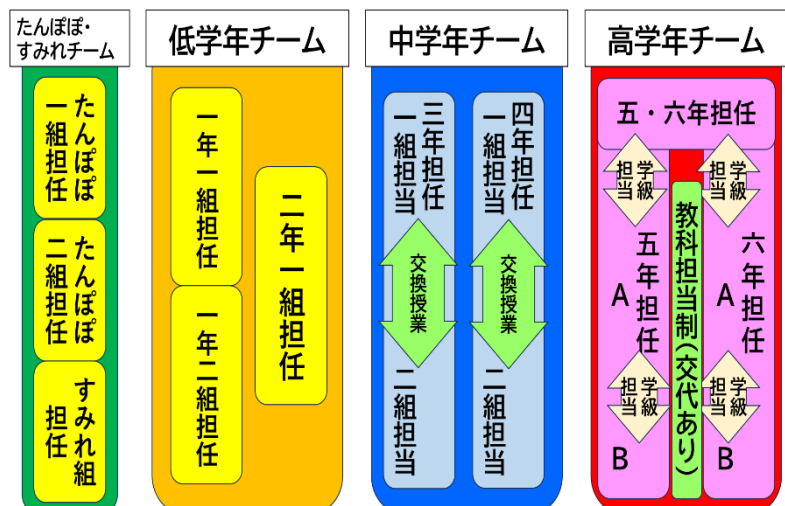 たんぽぽ・
すみれチーム
たんぽぽ
一組担任
たんぽぽ
二組担任
すみれ組
担任
低学年チーム
一年一組担任
一年二組担任
二年一組担任
中学年チーム
三年担任
一組担当
交換授業
二組担当
四年担任
一組担当
交換授業
二組担当
高学年チーム
五・六年担任
学級
担当
五年担任
A
学級
担当
B
教科担当制(交代あり)
学級
担当
六年担任
A
学級
担当
B